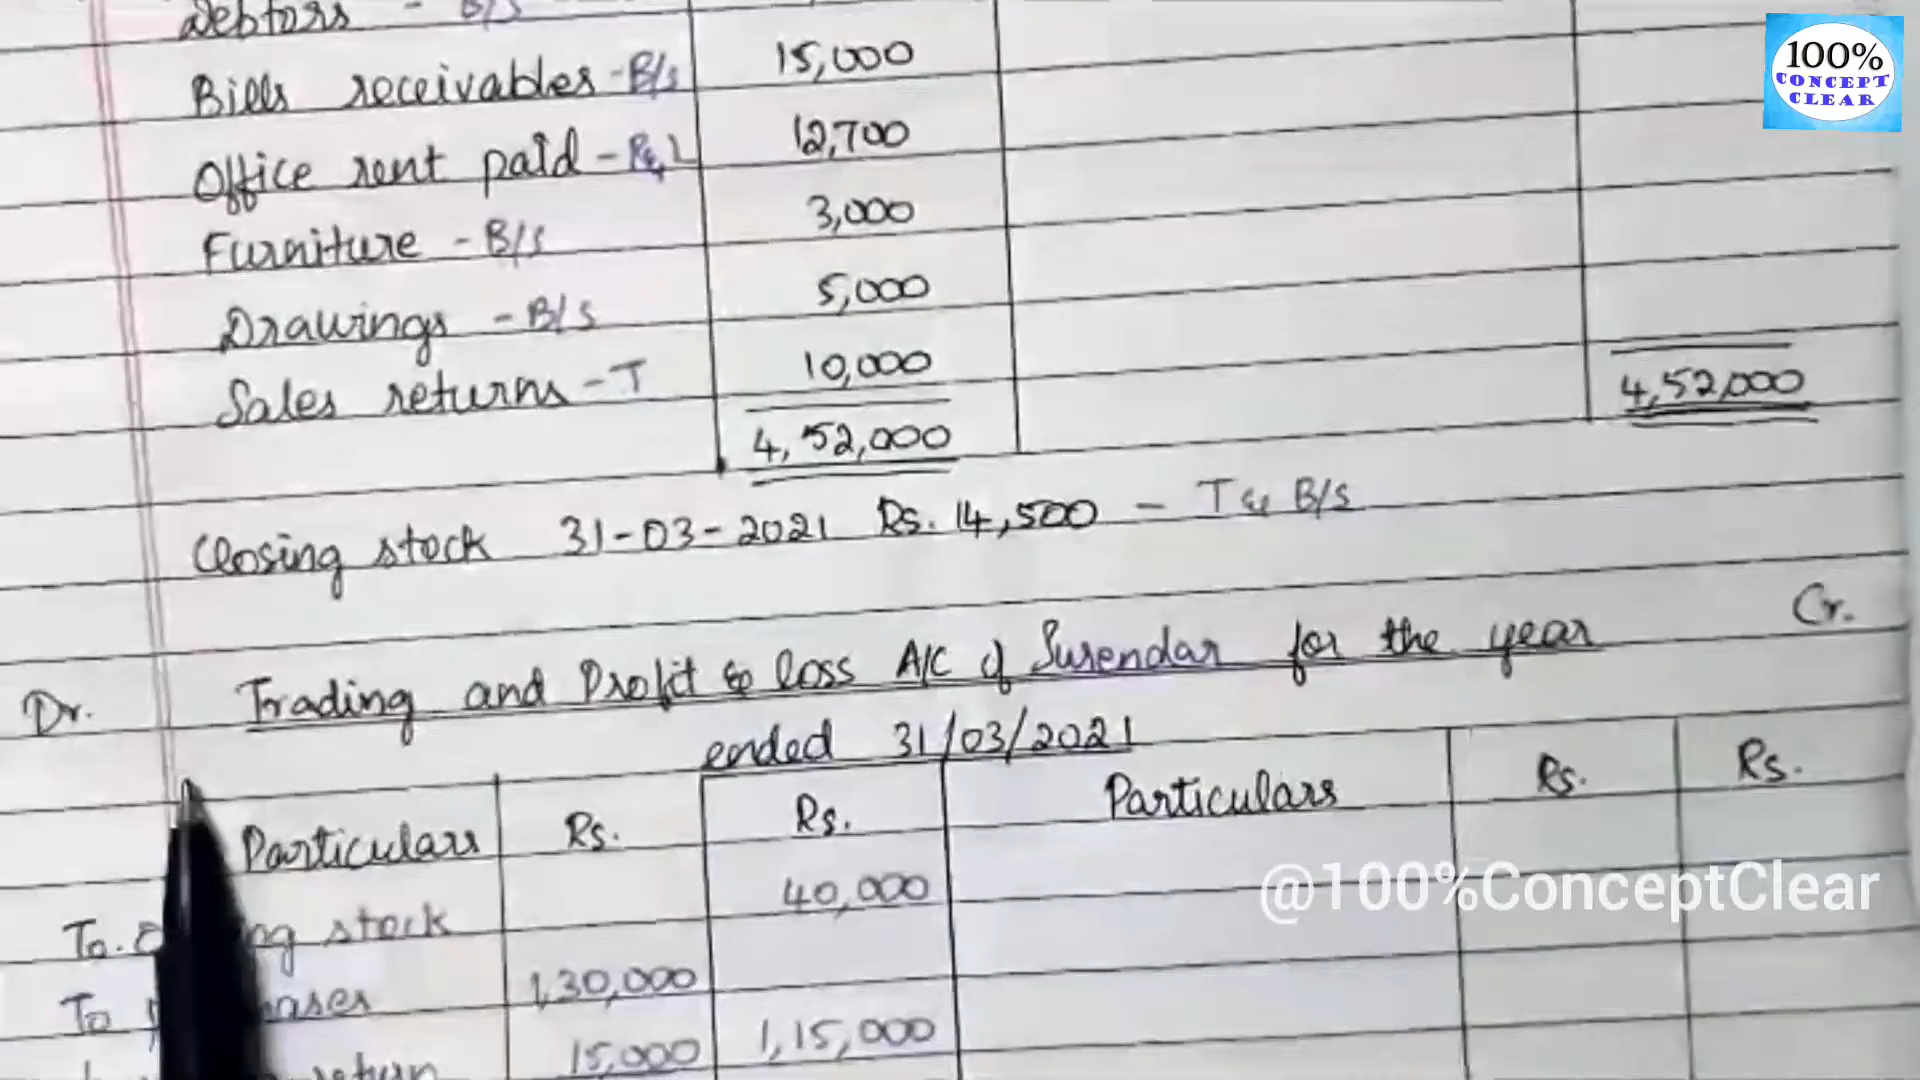 Debtors - B/S
Bills receivables - B/s 15,000
Office rent paid - P&L 12,700
Furniture - B/s 3,000
Drawings - B/s 5,000
Sales returns - T 10,000
4,52,000 4,52,000
Closing stock 31-03-2021 Rs. 14,500 - T & B/S
Dr. Trading and Profit & loss A/C of Surendar for the year Cr.
ended 31/03/2021
Particulars Rs. Rs. Particulars Rs. Rs.
To. stock 40,000
To 1,30,000
return 15,000 1,15,000
100%
CONCEPT
CLEAR
@100%ConceptClear